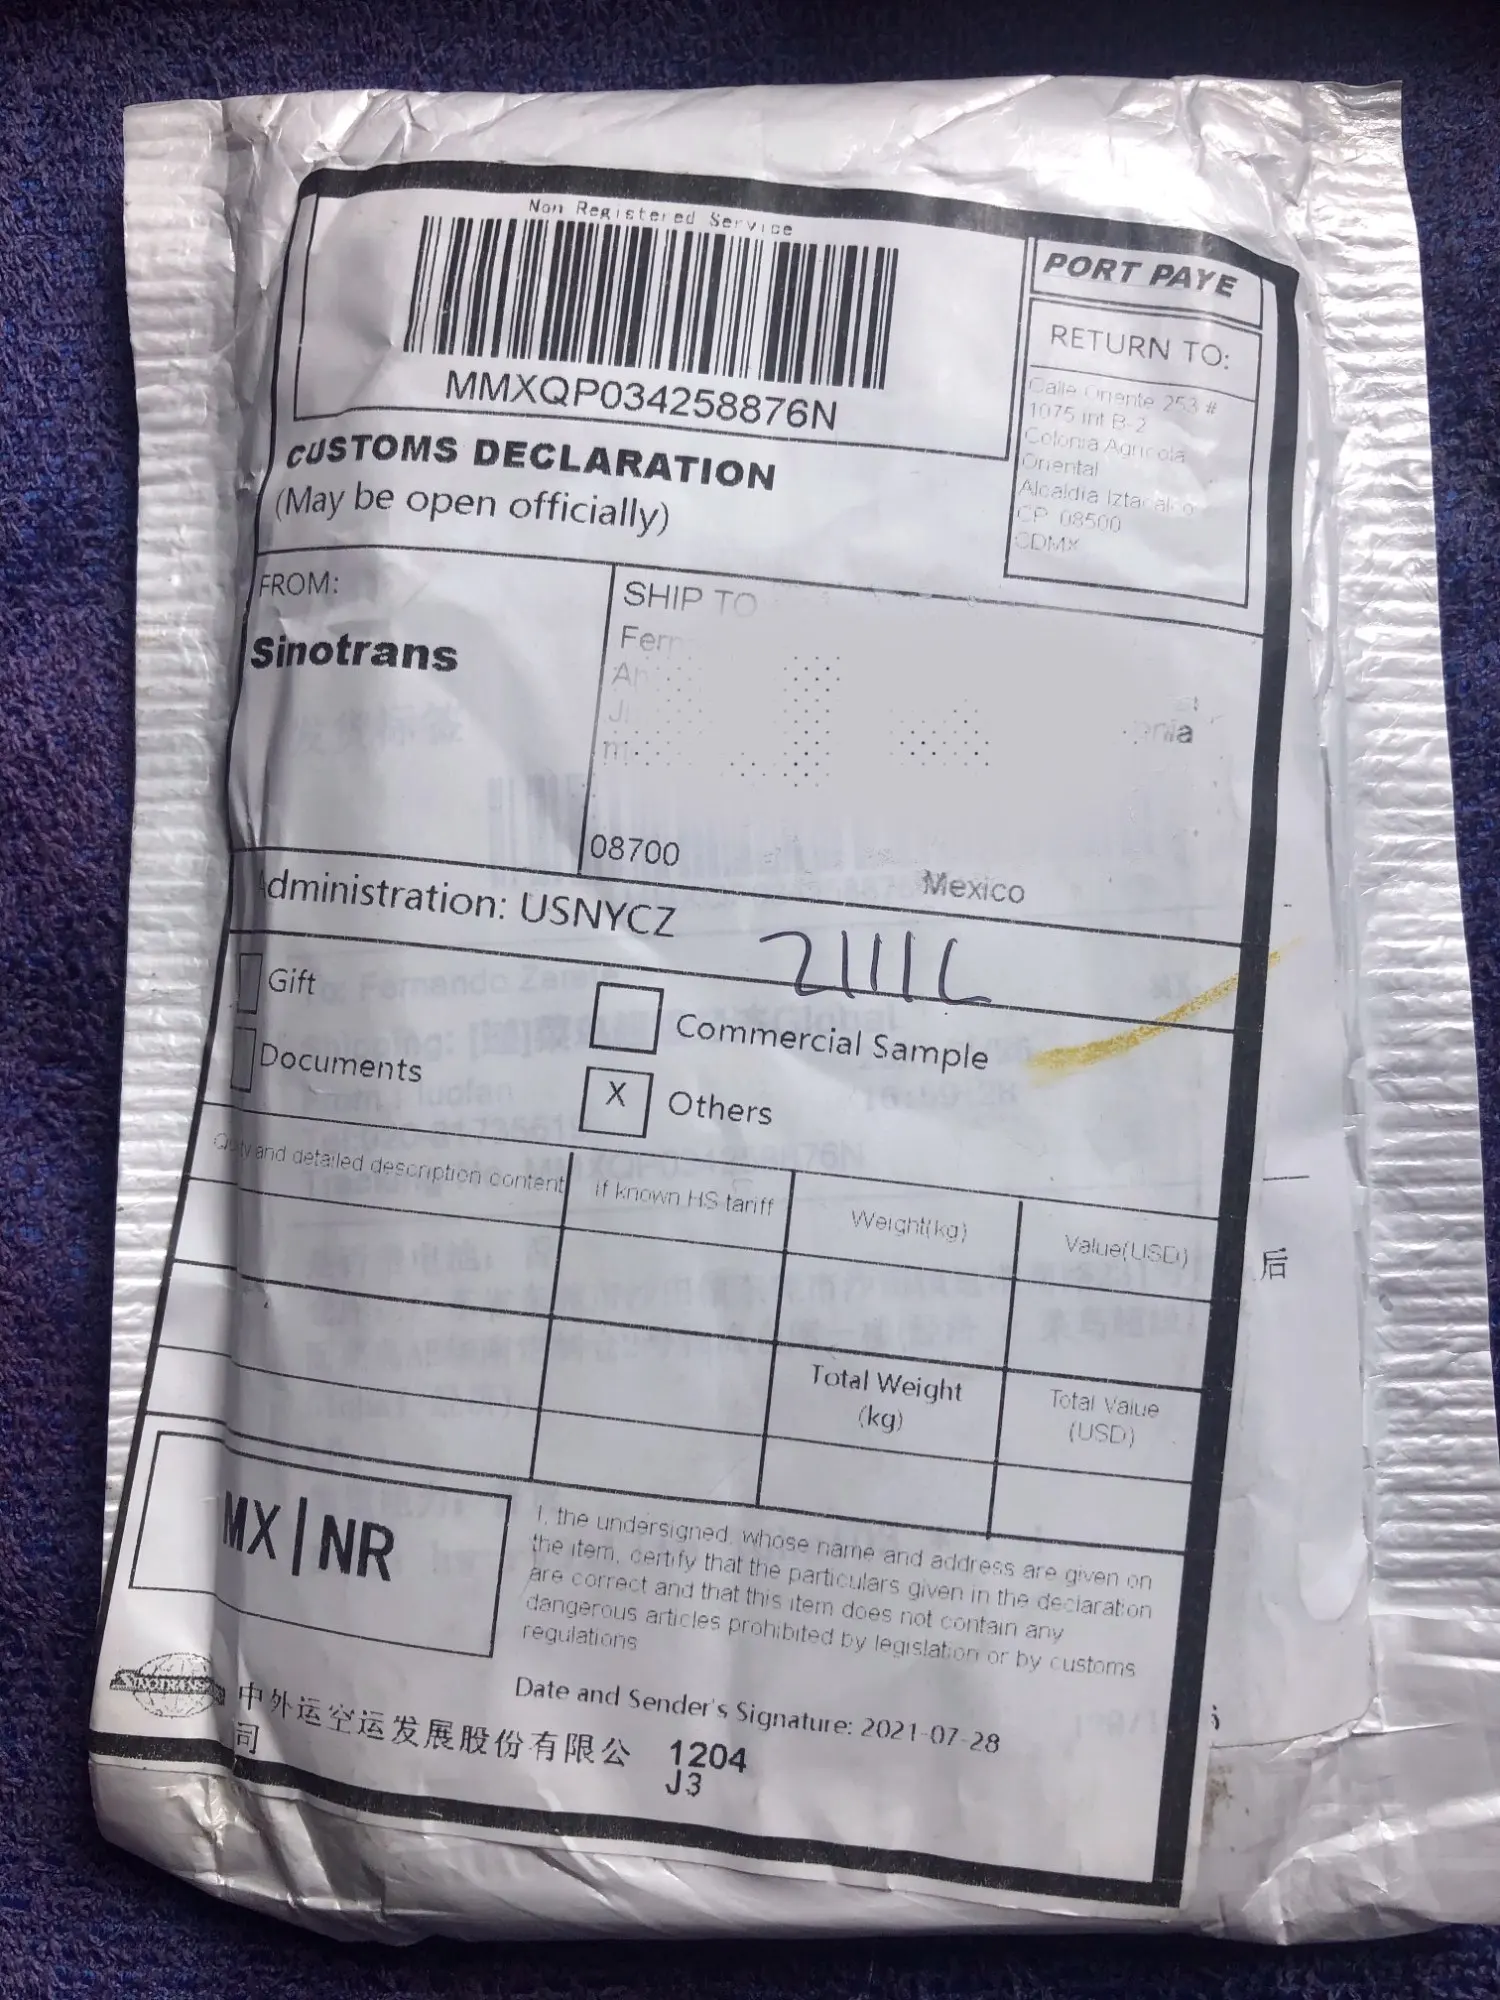 Non Registered Service
MMXQP034258876N
PORT PAYE
RETURN TO:
Calle Oriente 253 #
1075 int B-2
Colonia Agricola
Oriental
Alcaldia Iztacalco
CP 08500
CDMX
CUSTOMS DECLARATION
(May be open officially)
FROM:
Sinotrans
SHIP TO
08700
Mexico
Administration: USNYCZ
Gift
Commercial Sample
Documents
X Others
and detailed description content
If known HS tariff
Weight(kg)
Value(USD)
后
Total Weight
(kg)
Total Value
(USD)
MX|NR
I, the undersigned, whose name and address are given on
the item, certify that the particulars given in the declaration
are correct and that this item does not contain any
dangerous articles prohibited by legislation or by customs
regulations
Date and Sender's Signature: 2021-07-28
SINOTRANS
中外运空运发展股份有限公
司
1204
J3